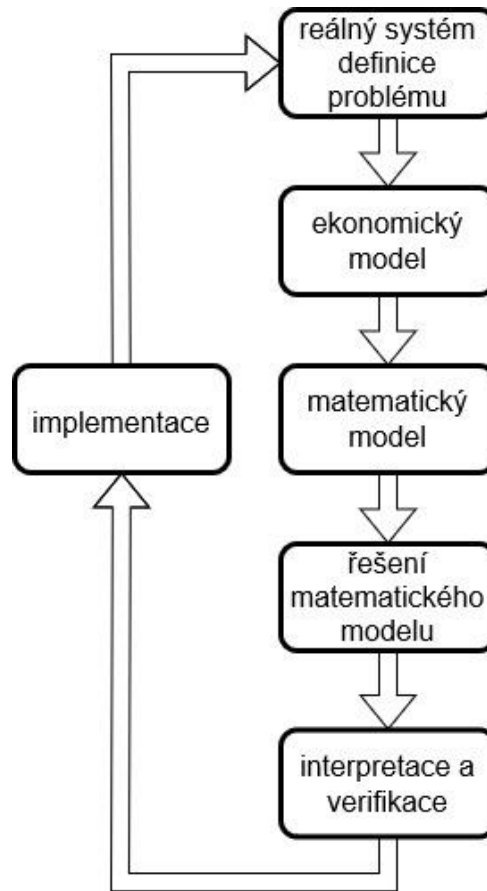 reálný systém
definice
problému
ekonomický
model
matematický
model
řešení
matematického
modelu
interpretace a
verifikace
implementace